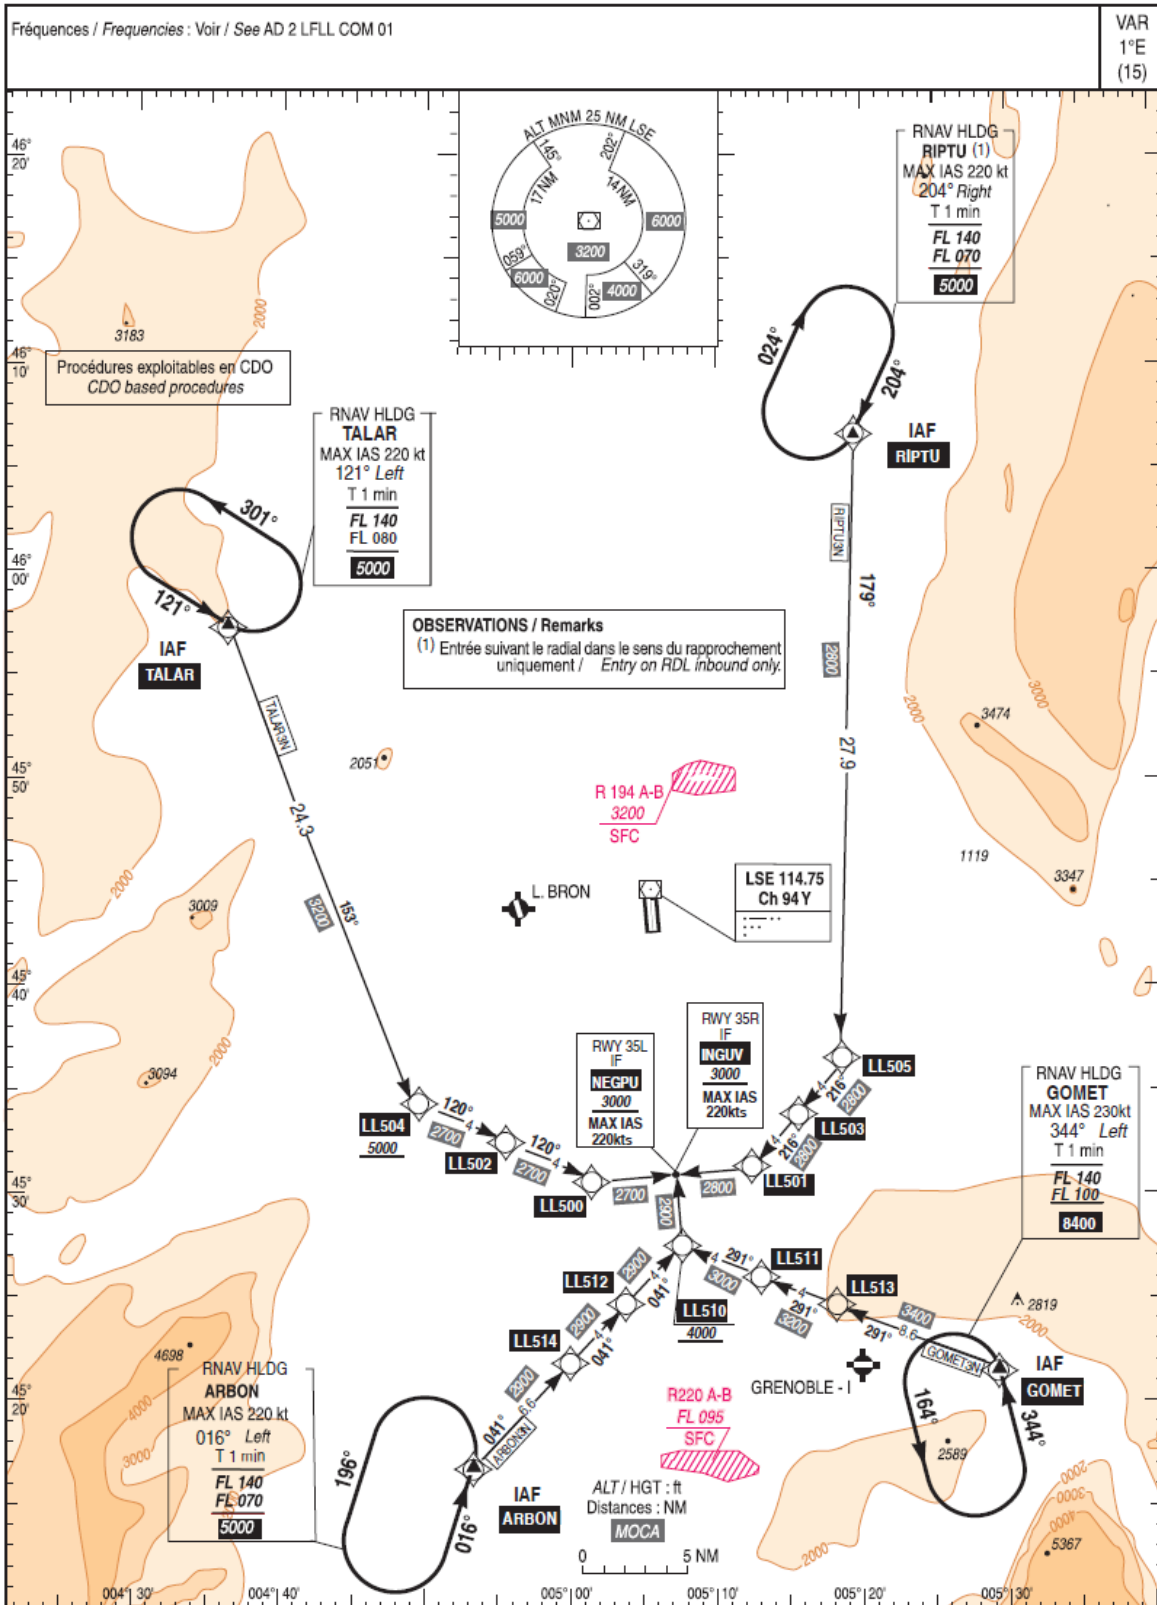 Fréquences / Frequencies : Voir / See AD 2 LFLL COM 01
VAR
1°E
(15)
46°
20'
ALT MNM 25 NM LSE
145°
202°
17 NM
14 NM
5000
6000
3200
059°
6000
020°
002°
4000
319°
RNAV HLDG
RIPTU (1)
MAX IAS 220 kt
204° Right
T 1 min
FL 140
FL 070
5000
2000
3183
46°
10'
Procédures exploitables en CDO
CDO based procedures
024°
204°
IAF
RIPTU
RNAV HLDG
TALAR
MAX IAS 220 kt
121° Left
T 1 min
FL 140
FL 080
5000
301°
121°
46°
00'
IAF
TALAR
RIPTU3N
179°
2800
27.9
OBSERVATIONS / Remarks
(1) Entrée suivant le radial dans le sens du rapprochement
uniquement / Entry on RDL inbound only.
2000
3000
3474
TALAR3N
2051
45°
50'
24.3
R 194 A-B
3200
SFC
1119
3347
2000
3009
3200
153°
L. BRON
LSE 114.75
Ch 94 Y
45°
40'
2000
3094
RWY 35L
IF
NEGPU
3000
MAX IAS
220kts
RWY 35R
IF
INGUV
3000
MAX IAS
220kts
LL505
4
216°
2800
LL503
4
216°
2800
LL501
2800
LL504
5000
120°
4
2700
LL502
120°
4
2700
LL500
2700
45°
30'
2900
RNAV HLDG
GOMET
MAX IAS 230kt
344° Left
T 1 min
FL 140
FL 100
8400
LL511
291°
4
3000
LL513
4
291°
3200
3400
8.6
291°
GOMET3N
2819
2000
LL512
2900
4
041°
LL510
4000
LL514
2900
4
041°
2900
6.6
041°
ARBON3N
4698
4000
3000
RNAV HLDG
ARBON
MAX IAS 220 kt
016° Left
T 1 min
FL 140
FL 070
5000
45°
20'
GRENOBLE - I
IAF
GOMET
164°
344°
2589
R220 A-B
FL 095
SFC
196°
016°
IAF
ARBON
ALT / HGT : ft
Distances : NM
MOCA
0 5 NM
2000
2000
3000
4000
5367
004° 30'
004° 40'
005° 00'
005° 10'
005° 20'
005° 30'